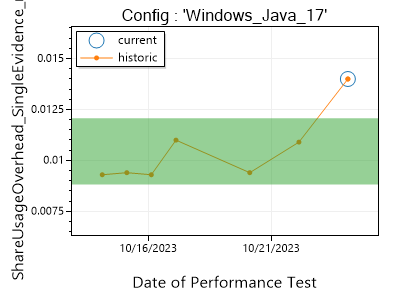 Config : 'Windows_Java_17'
current
historic
0.015
0.0125
0.01
0.0075
10/16/2023
10/21/2023
Date of Performance Test
ShareUsageOverhead_SingleEvidence_